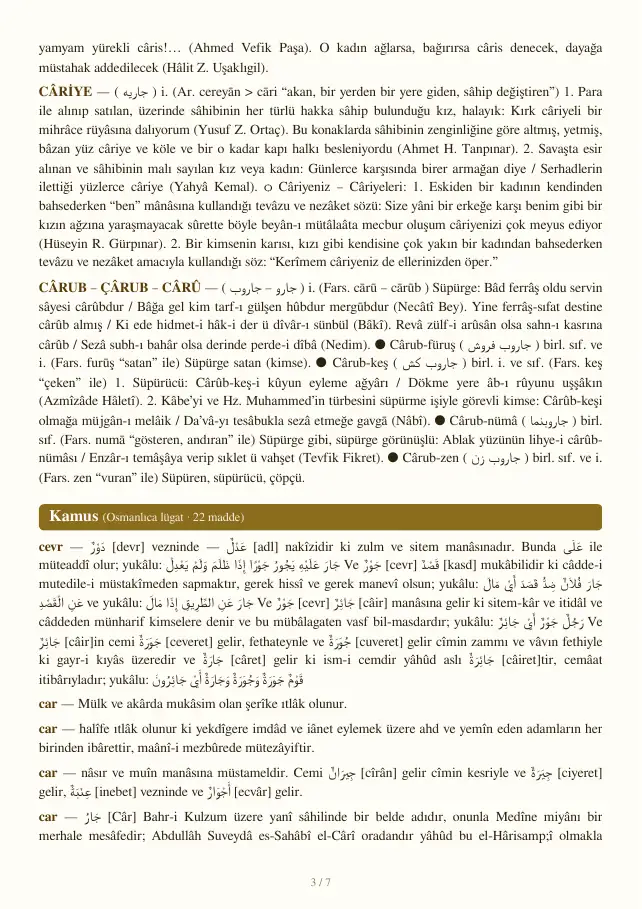 yamyam yürekli câris!… (Ahmed Vefik Paşa). O kadın ağlarsa, bağırırsa câris denecek, dayağa
müstahak addedilecek (Hâlit Z. Uşaklıgil).
CÂRİYE — ( جاريه ) i. (Ar. cereyān > cāri “akan, bir yerden bir yere giden, sâhip değiştiren”) 1. Para
ile alınıp satılan, üzerinde sâhibinin her türlü hakka sâhip bulunduğu kız, halayık: Kırk câriyeli bir
mihrâce rüyâsına dalıyorum (Yusuf Z. Ortaç). Bu konaklarda sâhibinin zenginliğine göre altmış, yetmiş,
bâzan yüz câriye ve köle ve bir o kadar kapı halkı besleniyordu (Ahmet H. Tanpınar). 2. Savaşta esir
alınan ve sâhibinin malı sayılan kız veya kadın: Günlerce karşısında birer armağan diye / Serhadlerin
ilettiği yüzlerce câriye (Yahyâ Kemal). ο Câriyeniz – Câriyeleri: 1. Eskiden bir kadının kendinden
bahsederken “ben” mânâsına kullandığı tevâzu ve nezâket sözü: Size yâni bir erkeğe karşı benim gibi bir
kızın ağzına yaraşmayacak sûrette böyle beyân-ı mütâlaâta mecbur oluşum câriyenizi çok meyus ediyor
(Hüseyin R. Gürpınar). 2. Bir kimsenin karısı, kızı gibi kendisine çok yakın bir kadından bahsederken
tevâzu ve nezâket amacıyla kullandığı söz: “Kerîmem câriyeniz de ellerinizden öper.”
CÂRUB – ÇÂRUB – CÂRÛ — ( جارو – جاروب ) i. (Fars. cārū – cārūb ) Süpürge: Bâd ferrâş oldu servin
sâyesi cârûbdur / Bâğa gel kim tarf-ı gülşen hûbdur mergūbdur (Necâtî Bey). Yine ferrâş-sıfat destine
cârûb almış / Ki ede hidmet-i hâk-i der ü dîvâr-ı sünbül (Bâkî). Revâ zülf-i arûsân olsa sahn-ı kasrına
cârûb / Sezâ subh-ı bahâr olsa derinde perde-i dîbâ (Nedim). ● Cârub-füruş ( جاروب فروش ) birl. sıf. ve
i. (Fars. furūş “satan” ile) Süpürge satan (kimse). ● Cârub-keş ( جاروب كش ) birl. i. ve sıf. (Fars. keş
“çeken” ile) 1. Süpürücü: Cârûb-keş-i kûyun eyleme ağyârı / Dökme yere âb-ı rûyunu uşşâkın
(Azmîzâde Hâletî). 2. Kâbe’yi ve Hz. Muhammed’in türbesini süpürme işiyle görevli kimse: Cârûb-keşi
olmağa müjgân-ı melâik / Da’vâ-yı tesâbukla sezâ etmeğe gavgā (Nâbî). ● Cârub-nümâ ( جاروبنما ) birl.
sıf. (Fars. numā “gösteren, andıran” ile) Süpürge gibi, süpürge görünüşlü: Ablak yüzünün lihye-i cârûb-
nümâsı / Enzâr-ı temâşâya verip sıklet ü vahşet (Tevfik Fikret). ● Cârub-zen ( جاروب زن ) birl. sıf. ve i.
(Fars. zen “vuran” ile) Süpüren, süpürücü, çöpçü.
Kamus (Osmanlıca lügat · 22 madde)
cevr — دَوْرٌ [devr] vezninde — عَدْلٌ [adl] nakîzidir ki zulm ve sitem manâsınadır. Bunda عَلَى ile
müteaddî olur; yukâlu: جَارَ عَلَيْهِ يَجُورُ جَوْرًا إِذَا ظَلَمَ وَلَمْ يَعْدِلْ Ve جَوْرٌ [cevr] قَصْدٌ [kasd] mukâbilidir ki câdde-i
mutedile-i müstakîmeden sapmaktır, gerek hissî ve gerek manevî olsun; yukâlu: جَارَ فُلاَنٌ ضِدُّ قَصَدَ أَيْ مَالَ
عَنِ الْقَصْدِ ve yukâlu: جَارَ عَنِ الطَّرِيقِ إِذَا مَالَ Ve جَوْرٌ [cevr] جَائِرٌ [câir] manâsına gelir ki sitem-kâr ve itidâl ve
câddeden münharif kimselere denir ve bu mübâlagaten vasf bil-masdardır; yukâlu: رَجُلٌ جَوْرٌ أَيْ جَائِرٌ Ve
جَائِرٌ [câir]in cemi جَوَرَةٌ [ceveret] gelir, fethateynle ve جُوَرَةٌ [cuveret] gelir cîmin zammı ve vâvın fethiyle
ki gayr-i kıyâs üzeredir ve جَارَةٌ [câret] gelir ki ism-i cemdir yâhûd aslı جَائِرَةٌ [câiret]tir, cemâat
itibârıyladır; yukâlu: قَوْمٌ جَوَرَةٌ وَجُوَرَةٌ وَجَارَةٌ أَيْ جَائِرُونَ
car — Mülk ve akârda mukâsim olan şerîke ıtlâk olunur.
car — halîfe ıtlâk olunur ki yekdîgere imdâd ve iânet eylemek üzere ahd ve yemîn eden adamların her
birinden ibârettir, maânî-i mezbûrede mütezâyiftir.
car — nâsır ve muîn manâsına müstameldir. Cemi جِيرَانٌ [cîrân] gelir cîmin kesriyle ve جِيَرَةٌ [ciyeret]
gelir, عِنَبَةٌ [inebet] vezninde ve أَجْوَارٌ [ecvâr] gelir.
car — جَارُ [Câr] Bahr-i Kulzum üzere yanî sâhilinde bir belde adıdır, onunla Medîne miyânı bir
merhale mesâfedir; Abdullâh Suveydâ es-Sahâbî el-Cârî oradandır yâhûd bu el-Hârisamp;î olmakla
3 / 7